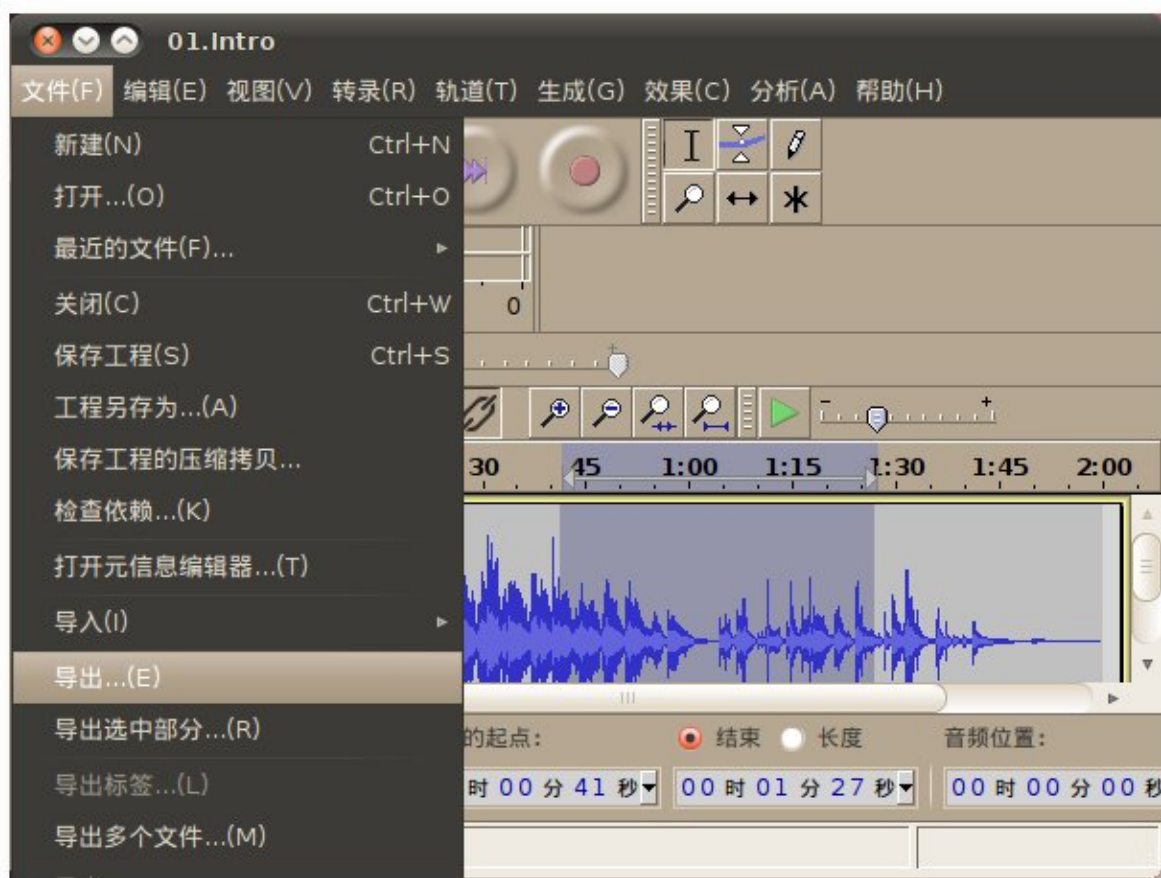 01.Intro
文件(F) 编辑(E) 视图(V) 转录(R) 轨道(T) 生成(G) 效果(C) 分析(A) 帮助(H)
新建(N) Ctrl+N
打开...(O) Ctrl+O
最近的文件(F)...
关闭(C) Ctrl+W
0
保存工程(S) Ctrl+S
工程另存为...(A)
保存工程的压缩拷贝...
30 45 1:00 1:15 1:30 1:45 2:00
检查依赖...(K)
打开元信息编辑器...(T)
导入(I)
导出...(E)
导出选中部分...(R)
的起点: 结束 长度 音频位置:
导出标签...(L)
时 00 分 41 秒 00 时 01 分 27 秒 00 时 00 分 00 秒
导出多个文件...(M)